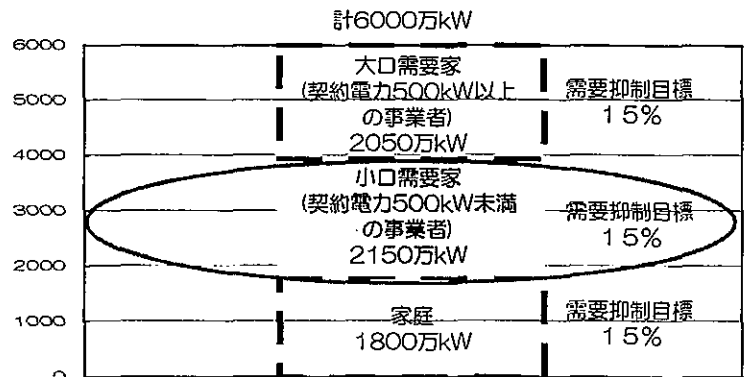 計6000万kW
6000
5000
4000
3000
2000
1000
0
大口需要家
(契約電力500kW以上
の事業者)
2050万kW
需要抑制目標
15%
小口需要家
(契約電力500kW未満
の事業者)
2150万kW
需要抑制目標
15%
家庭
1800万kW
需要抑制目標
15%